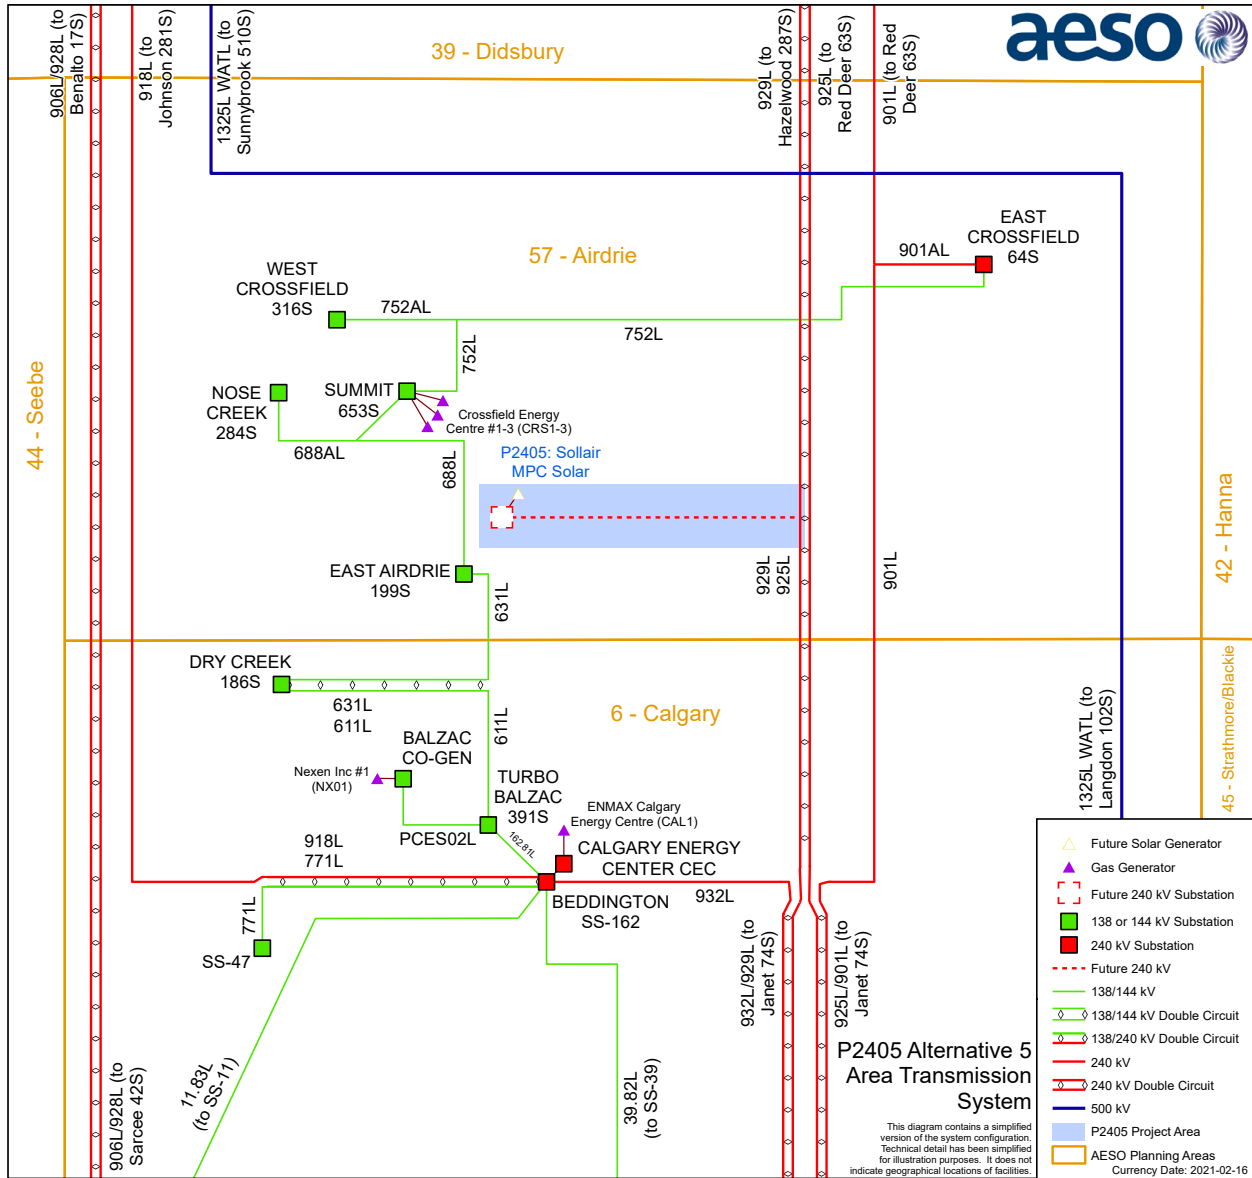 aeso
906L/928L (to
Benalto 17S)
918L (to
Johnson 281S)
1325L WATL (to
Sunnybrook 510S)
39 - Didsbury
929L (to
Hazelwood 287S)
925L (to
Red Deer 63S)
901L (to Red
Deer 63S)
57 - Airdrie
EAST
CROSSFIELD
64S
901AL
WEST
CROSSFIELD
316S
752AL
752L
752L
44 - Seebe
NOSE
CREEK
284S
SUMMIT
653S
Crossfield Energy
Centre #1-3 (CRS1-3)
688AL
688L
P2405: Sollair
MPC Solar
42 - Hanna
EAST AIRDRIE
199S
631L
929L
925L
901L
DRY CREEK
186S
631L
611L
611L
6 - Calgary
45 - Strathmore/Blackie
1325L WATL (to
Langdon 102S)
BALZAC
CO-GEN
Nexen Inc #1
(NX01)
TURBO
BALZAC
391S
PCES02L
162.81L
ENMAX Calgary
Energy Centre (CAL1)
CALGARY ENERGY
CENTER CEC
918L
771L
932L
BEDDINGTON
SS-162
771L
SS-47
932L/929L (to
Janet 74S)
925L/901L (to
Janet 74S)
906L/928L (to
Sarcee 42S)
11.83L
(to SS-11)
39.82L
(to SS-39)
P2405 Alternative 5
Area Transmission
System
This diagram contains a simplified
version of the system configuration.
Technical detail has been simplified
for illustration purposes. It does not
indicate geographical locations of facilities.
Future Solar Generator
Gas Generator
Future 240 kV Substation
138 or 144 kV Substation
240 kV Substation
Future 240 kV
138/144 kV
138/144 kV Double Circuit
138/240 kV Double Circuit
240 kV
240 kV Double Circuit
500 kV
P2405 Project Area
AESO Planning Areas
Currency Date: 2021-02-16